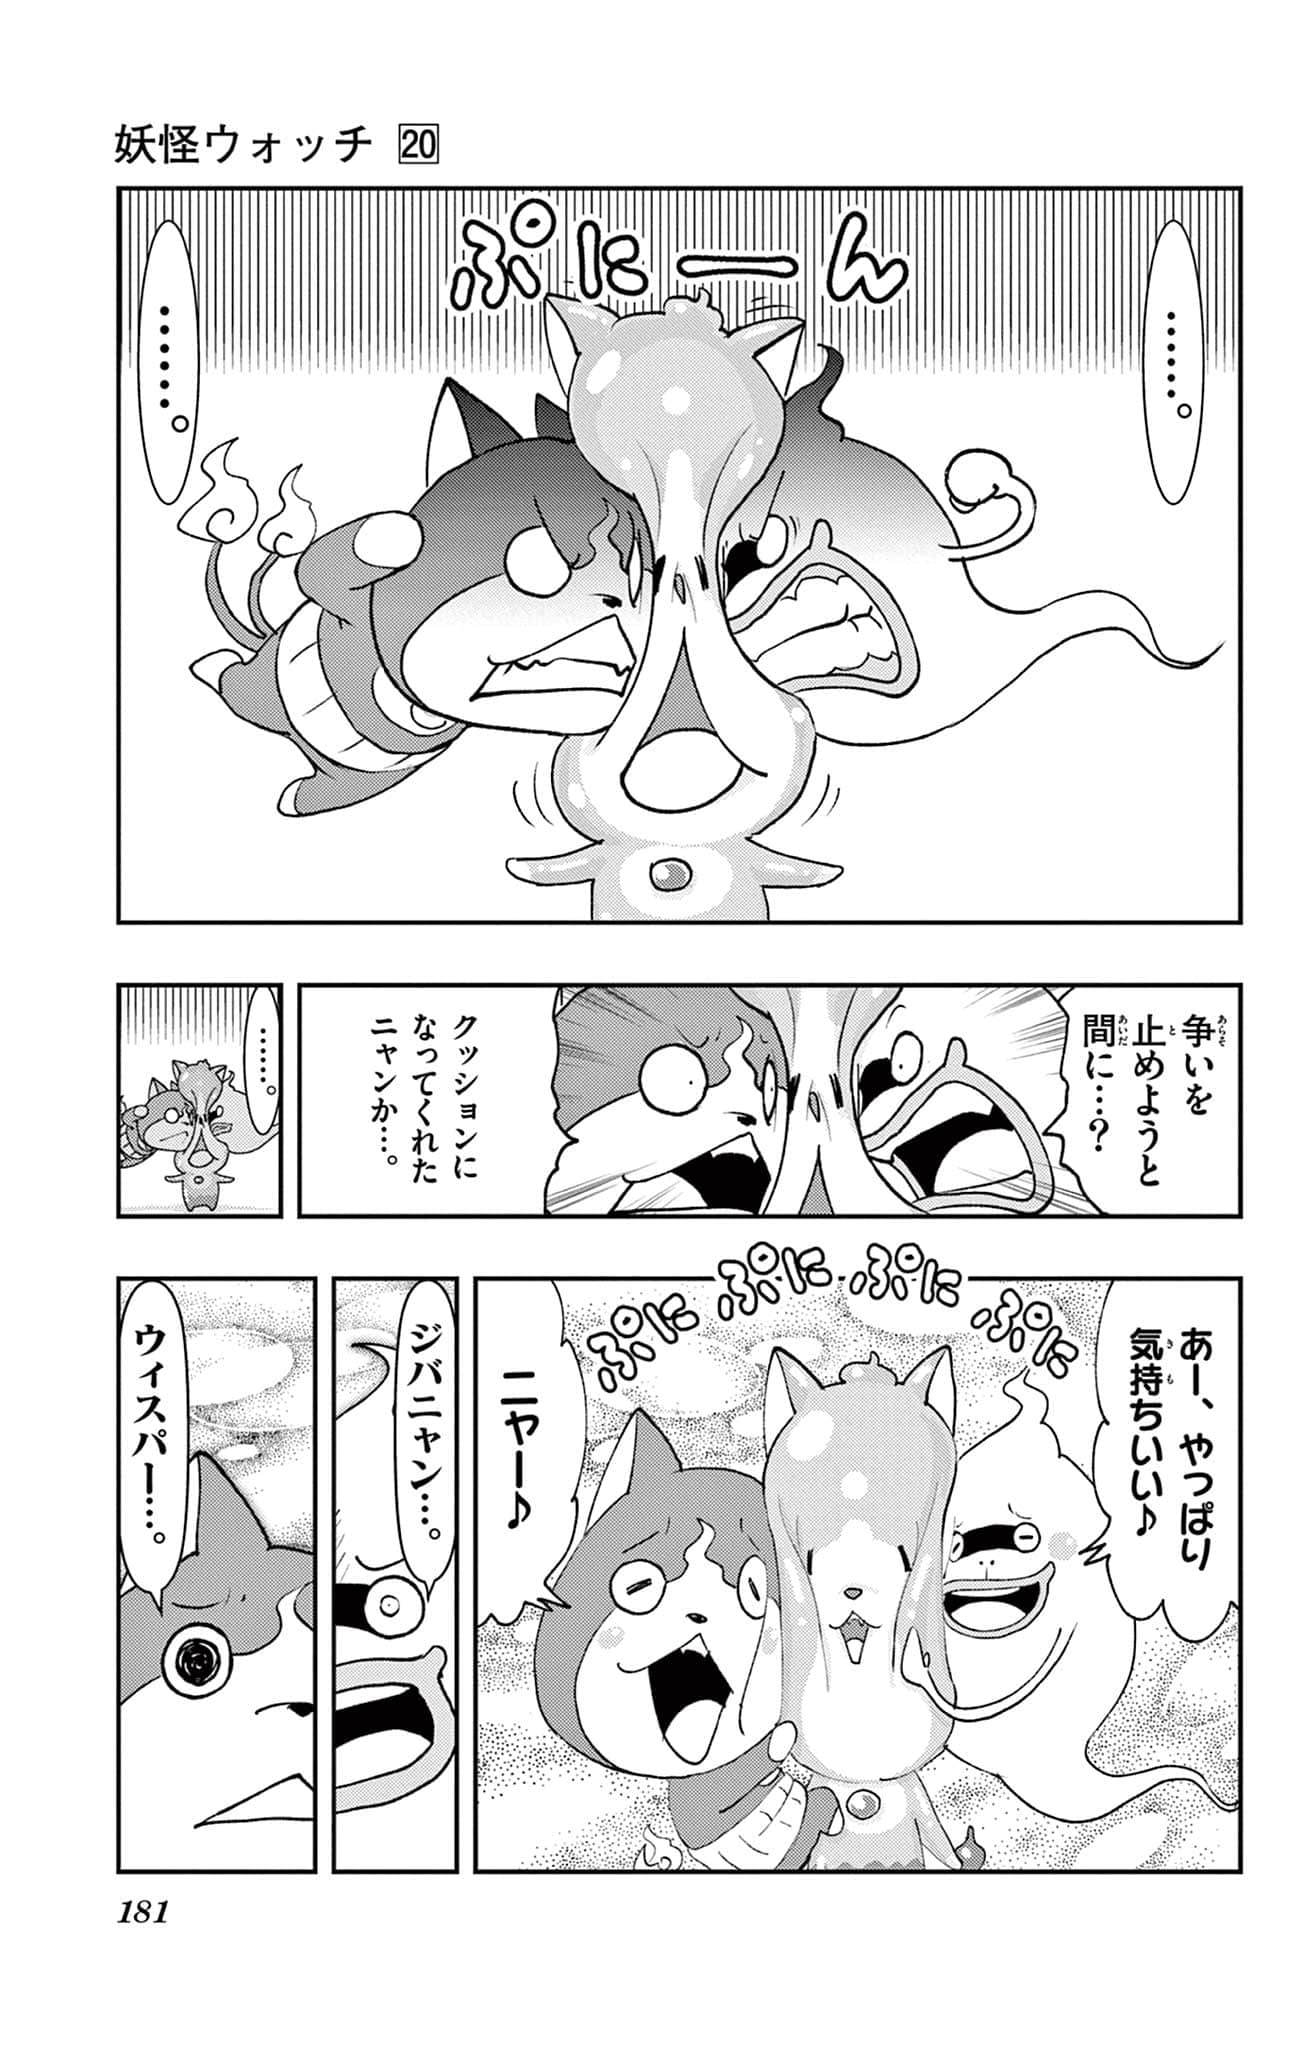 妖怪ウォッチ 20
ぷにーん
……。
……。
争いを
止めようと
間に…?
クッションに
なってくれた
ニャンか…。
……。
ぷに ぷに ぷに ぷに
あー、やっぱり
気持ちいい♪
ニャー♪
ジバニャン…。
ウィスパー…。
181